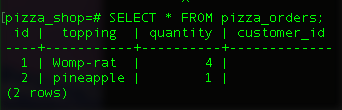 [pizza_shop=# SELECT * FROM pizza_orders;
 id | topping   | quantity | customer_id
----+-----------+----------+-------------
  1 | Womp-rat  |        4 |
  2 | pineapple |        1 |
(2 rows)